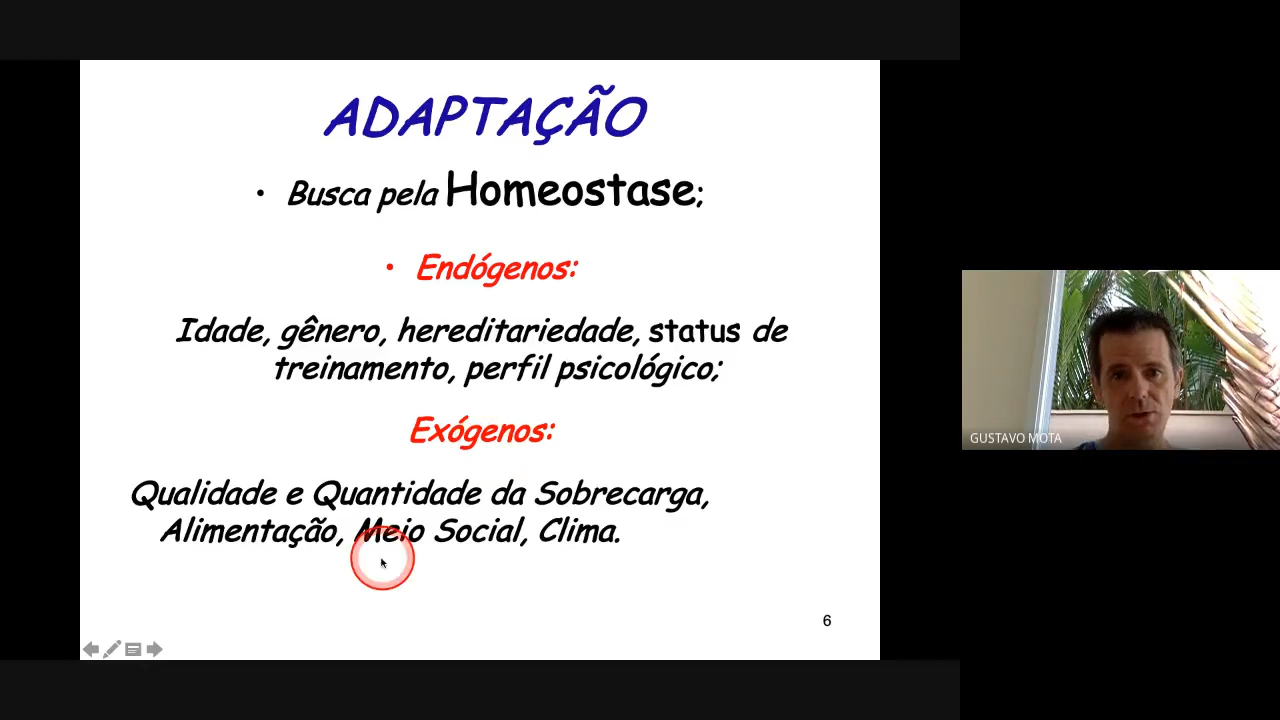 ADAPTAÇÃO
• Busca pela Homeostase;
• Endógenos:
Idade, gênero, hereditariedade, status de
treinamento, perfil psicológico;
Exógenos:
Qualidade e Quantidade da Sobrecarga,
Alimentação, Meio Social, Clima.
6
GUSTAVO MOTA